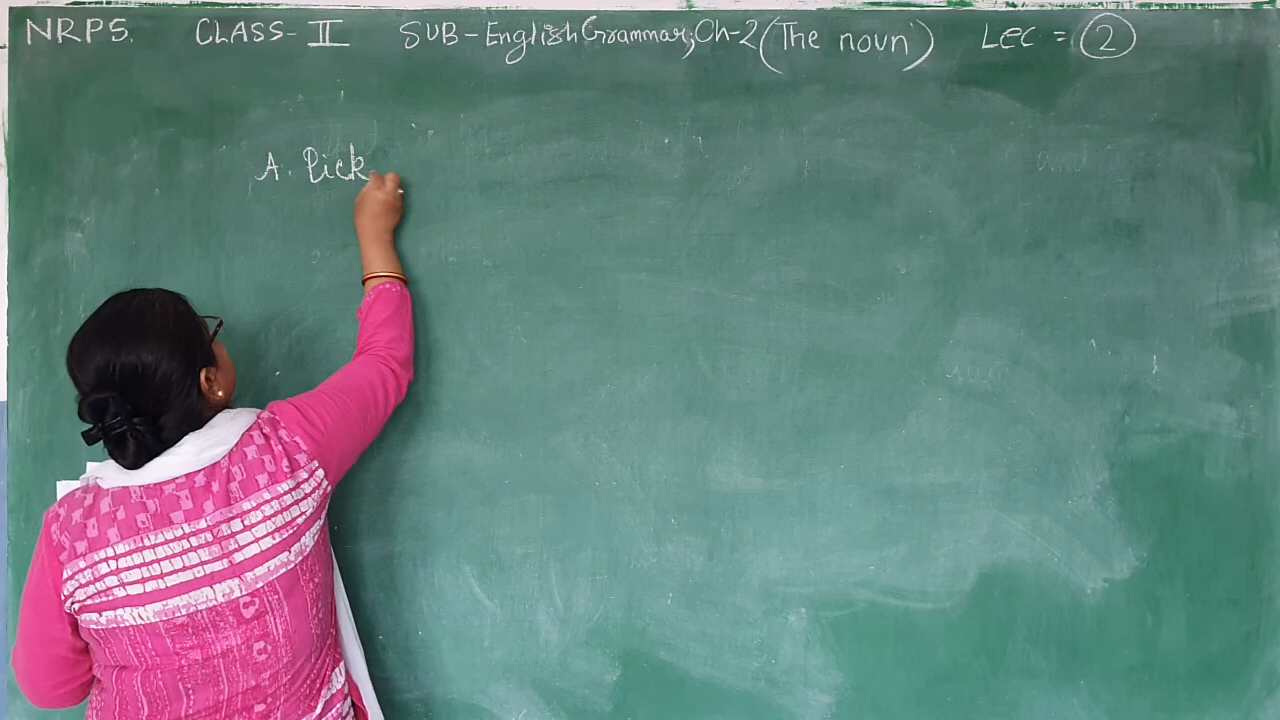 NRPS. CLASS-II SUB-English Grammar, Ch-2 (The noun) LEC = 2
A. Pick